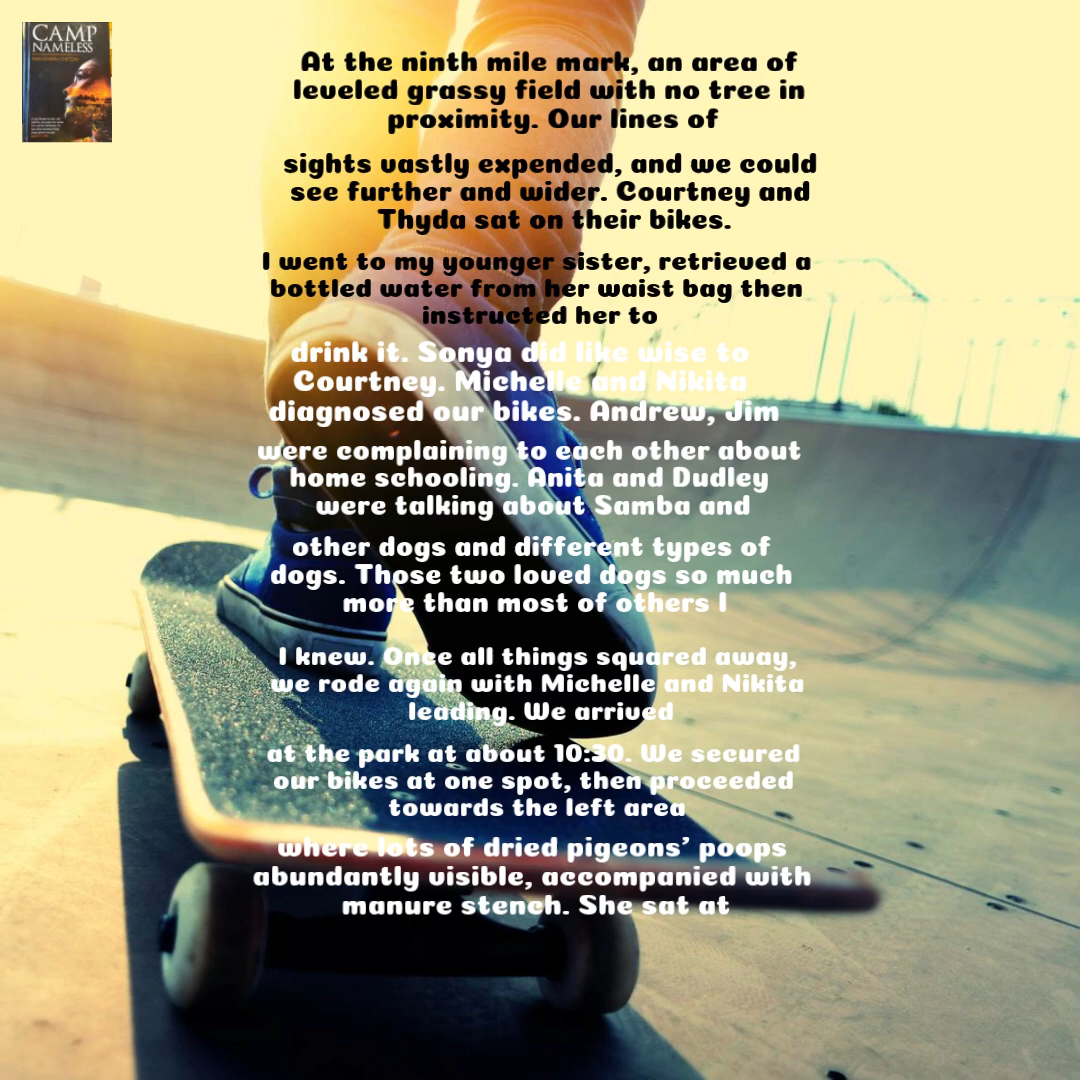 CAMP
NAMELESS
At the ninth mile mark, an area of
leveled grassy field with no tree in
proximity. Our lines of
sights vastly expended, and we could
see further and wider. Courtney and
Thyda sat on their bikes.
I went to my younger sister, retrieved a
bottled water from her waist bag then
instructed her to
drink it. Sonya did like wise to
Courtney. Michelle and Nikita
diagnosed our bikes. Andrew, Jim
were complaining to each other about
home schooling. Anita and Dudley
were talking about Samba and
other dogs and different types of
dogs. Those two loved dogs so much
more than most of others I
I knew. Once all things squared away,
we rode again with Michelle and Nikita
leading. We arrived
at the park at about 10:30. We secured
our bikes at one spot, then proceeded
towards the left area
where lots of dried pigeons’ poops
abundantly visible, accompanied with
manure stench. She sat at